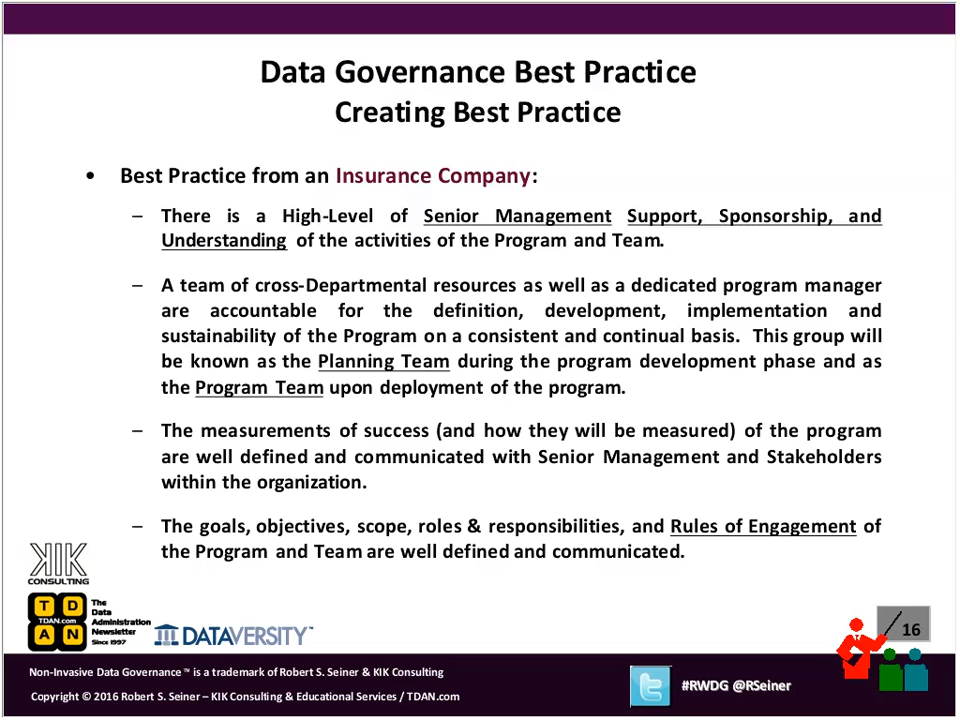 Data Governance Best Practice
Creating Best Practice
• Best Practice from an Insurance Company:
– There is a High-Level of Senior Management Support, Sponsorship, and
Understanding of the activities of the Program and Team.
– A team of cross-Departmental resources as well as a dedicated program manager
are accountable for the definition, development, implementation and
sustainability of the Program on a consistent and continual basis. This group will
be known as the Planning Team during the program development phase and as
the Program Team upon deployment of the program.
– The measurements of success (and how they will be measured) of the program
are well defined and communicated with Senior Management and Stakeholders
within the organization.
– The goals, objectives, scope, roles & responsibilities, and Rules of Engagement of
the Program and Team are well defined and communicated.
KIK
CONSULTING
T D
TDAN.com
A N
The
Data
Administration
Newsletter
Since 1997
DATAVERSITY™
16
Non-Invasive Data Governance™ is a trademark of Robert S. Seiner & KIK Consulting
Copyright © 2016 Robert S. Seiner – KIK Consulting & Educational Services / TDAN.com
#RWDG @RSeiner